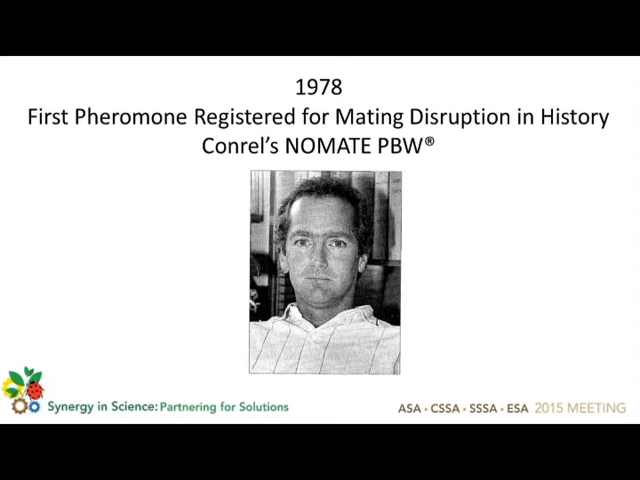 1978
First Pheromone Registered for Mating Disruption in History
Conrel’s NOMATE PBW®
Synergy in Science: Partnering for Solutions
ASA • CSSA • SSSA • ESA 2015 MEETING